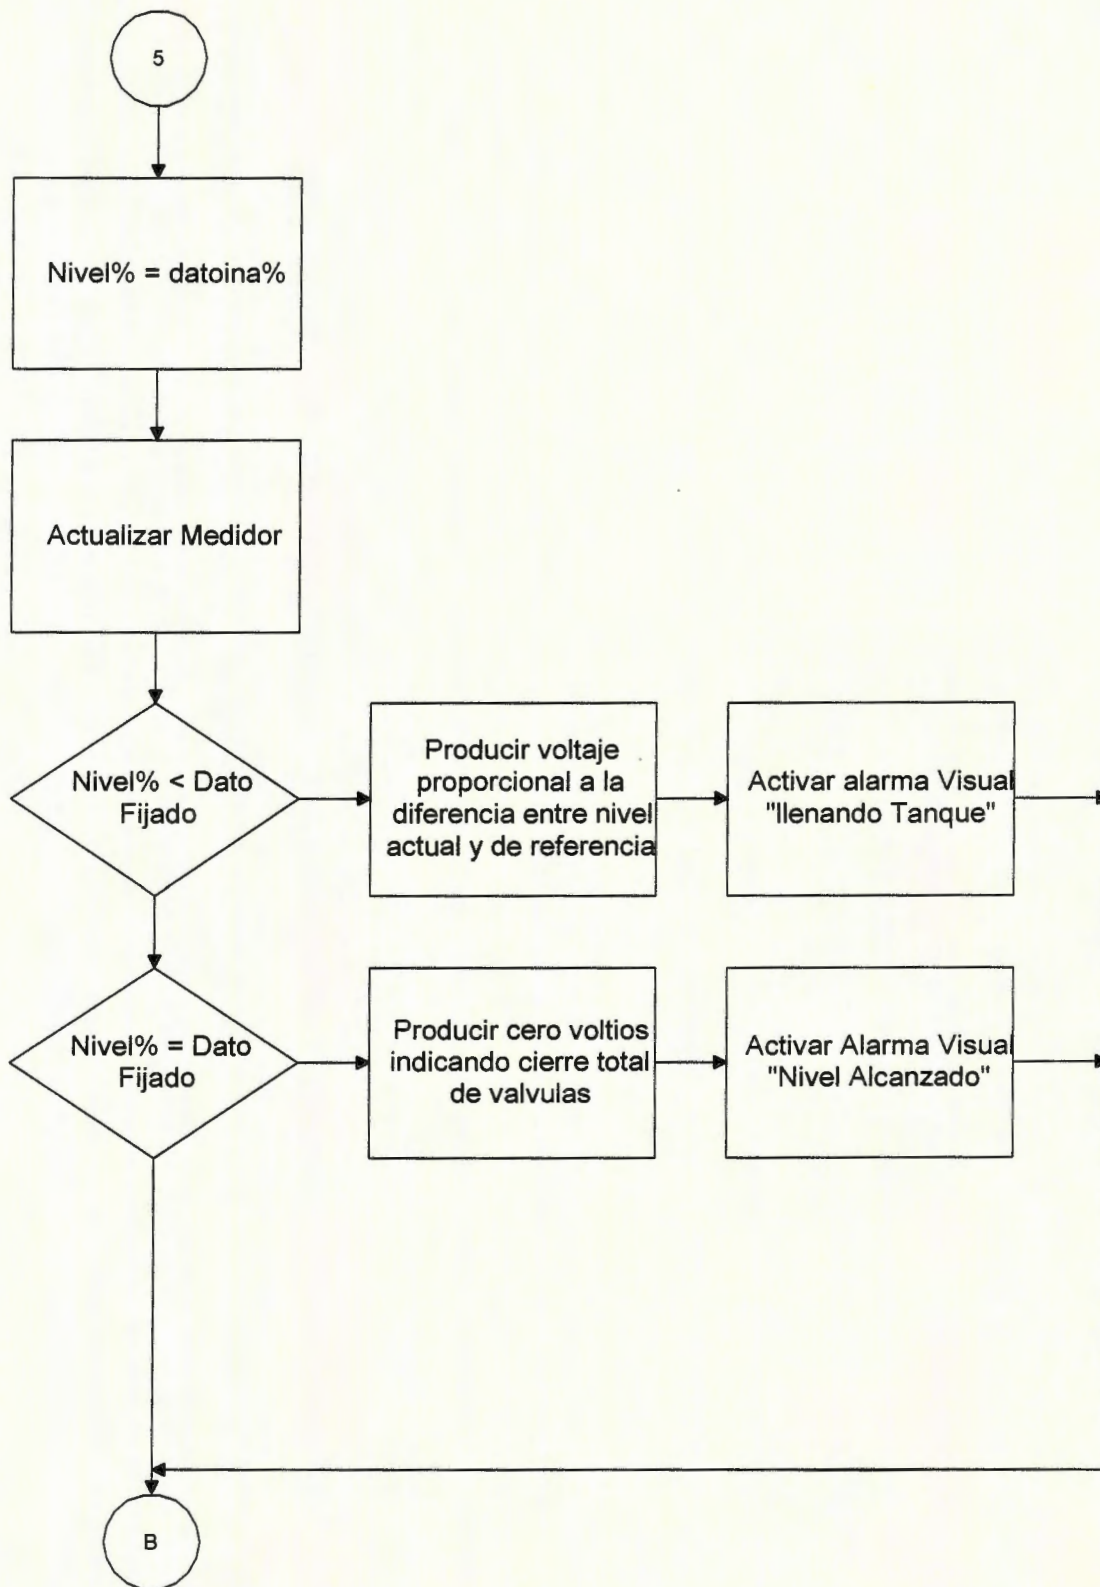 5
Nivel% = datoina%
Actualizar Medidor
Nivel% < Dato
Fijado
Producir voltaje
proporcional a la
diferencia entre nivel
actual y de referencia
Activar alarma Visual
"llenando Tanque"
Nivel% = Dato
Fijado
Producir cero voltios
indicando cierre total
de valvulas
Activar Alarma Visual
"Nivel Alcanzado"
B